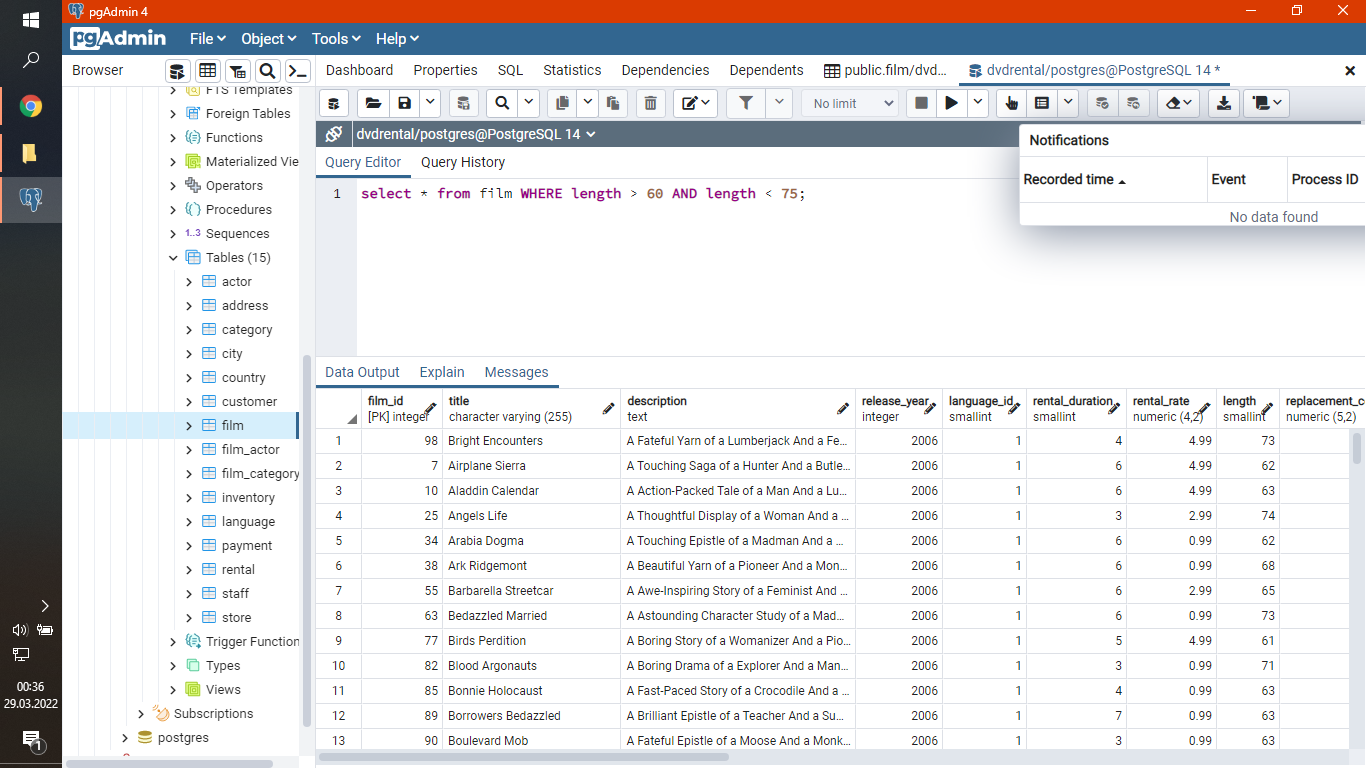 pgAdmin 4
pgAdmin
File Object Tools Help
Browser
Dashboard Properties SQL Statistics Dependencies Dependents public.film/dvd... dvdrental/postgres@PostgreSQL 14 *
No limit
dvdrental/postgres@PostgreSQL 14
Query Editor Query History
Notifications
Recorded time Event Process ID
No data found
1 select * from film WHERE length > 60 AND length < 75;
FTS Templates
Foreign Tables
Functions
Materialized Vie
Operators
Procedures
1..3 Sequences
Tables (15)
actor
address
category
city
country
customer
film
film_actor
film_category
inventory
language
payment
rental
staff
store
Trigger Function
Types
Views
Subscriptions
postgres
Data Output Explain Messages
film_id title description release_year language_id rental_duration rental_rate length replacement_c
[PK] integer character varying (255) text integer smallint smallint numeric (4,2) smallint numeric (5,2)
1 98 Bright Encounters A Fateful Yarn of a Lumberjack And a Fe... 2006 1 4 4.99 73
2 7 Airplane Sierra A Touching Saga of a Hunter And a Butle... 2006 1 6 4.99 62
3 10 Aladdin Calendar A Action-Packed Tale of a Man And a Lu... 2006 1 6 4.99 63
4 25 Angels Life A Thoughtful Display of a Woman And a ... 2006 1 3 2.99 74
5 34 Arabia Dogma A Touching Epistle of a Madman And a ... 2006 1 6 0.99 62
6 38 Ark Ridgemont A Beautiful Yarn of a Pioneer And a Mon... 2006 1 6 0.99 68
7 55 Barbarella Streetcar A Awe-Inspiring Story of a Feminist And ... 2006 1 6 2.99 65
8 63 Bedazzled Married A Astounding Character Study of a Mad... 2006 1 6 0.99 73
9 77 Birds Perdition A Boring Story of a Womanizer And a Pio... 2006 1 5 4.99 61
10 82 Blood Argonauts A Boring Drama of a Explorer And a Man... 2006 1 3 0.99 71
11 85 Bonnie Holocaust A Fast-Paced Story of a Crocodile And a ... 2006 1 4 0.99 63
12 89 Borrowers Bedazzled A Brilliant Epistle of a Teacher And a Su... 2006 1 7 0.99 63
13 90 Boulevard Mob A Fateful Epistle of a Moose And a Monk... 2006 1 3 0.99 63
00:36
29.03.2022
1